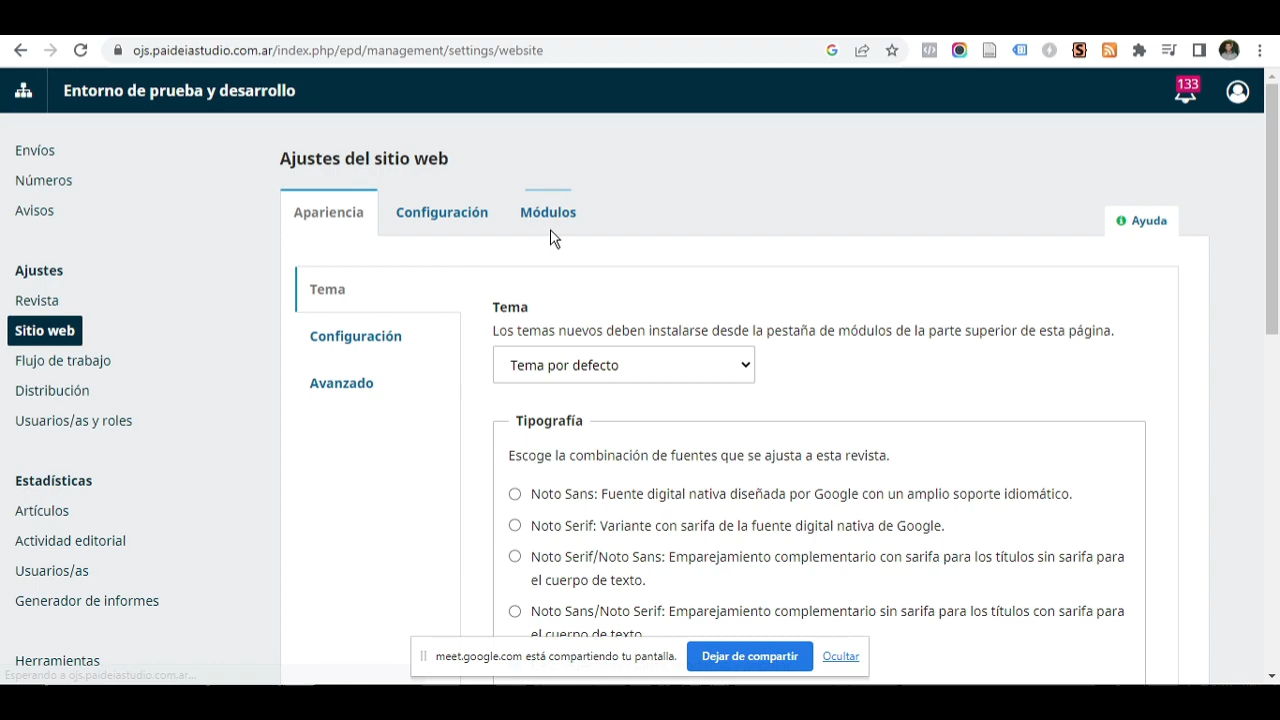 ojs.paideiastudio.com.ar/index.php/epd/management/settings/website
Entorno de prueba y desarrollo
133
Envíos
Números
Avisos
Ajustes
Revista
Sitio web
Flujo de trabajo
Distribución
Usuarios/as y roles
Estadísticas
Artículos
Actividad editorial
Usuarios/as
Generador de informes
Herramientas
Esperando a ojs.paideiastudio.com.ar...
Ajustes del sitio web
Apariencia
Configuración
Módulos
Ayuda
Tema
Configuración
Avanzado
Tema
Los temas nuevos deben instalarse desde la pestaña de módulos de la parte superior de esta página.
Tema por defecto
Tipografía
Escoge la combinación de fuentes que se ajusta a esta revista.
Noto Sans: Fuente digital nativa diseñada por Google con un amplio soporte idiomático.
Noto Serif: Variante con sarifa de la fuente digital nativa de Google.
Noto Serif/Noto Sans: Emparejamiento complementario con sarifa para los títulos sin sarifa para
el cuerpo de texto.
Noto Sans/Noto Serif: Emparejamiento complementario sin sarifa para los títulos con sarifa para
el cuerpo de texto.
meet.google.com está compartiendo tu pantalla.
Dejar de compartir
Ocultar